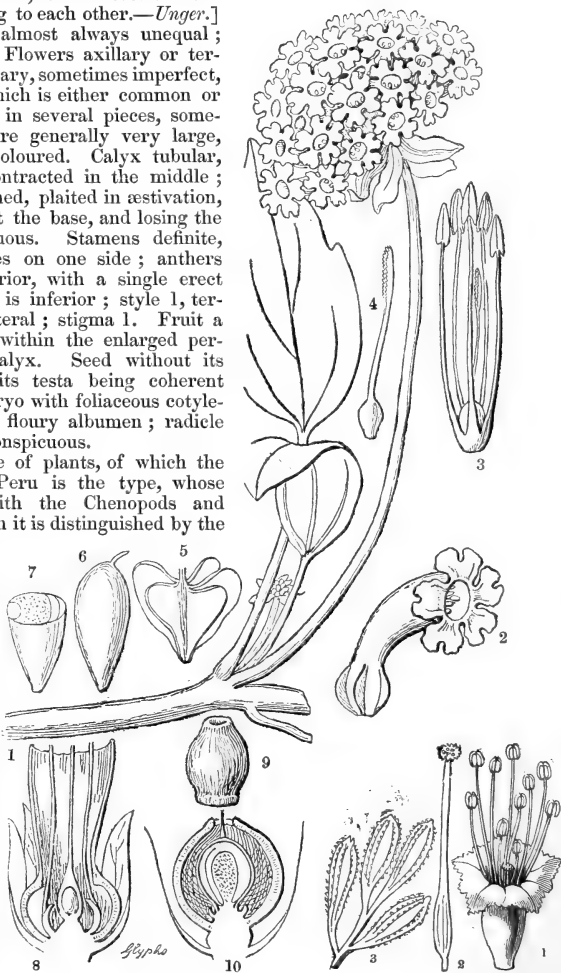 g to each other.—Unger.]
almost always unequal ;
Flowers axillary or ter-
ary, sometimes imperfect,
hich is either common or
in several pieces, some-
re generally very large,
oloured. Calyx tubular,
ntracted in the middle ;
ned, plaited in æstivation,
t the base, and losing the
uous. Stamens definite,
es on one side ; anthers
rior, with a single erect
is inferior ; style 1, ter-
teral ; stigma 1. Fruit a
within the enlarged per-
alyx. Seed without its
its testa being coherent
ryo with foliaceous cotyle-
floury albumen ; radicle
onspicuous.
e of plants, of which the
Peru is the type, whose
ith the Chenopods and
n it is distinguished by the
4
3
7 6 5
2
1 9
8 Glypho 10 3 2 1